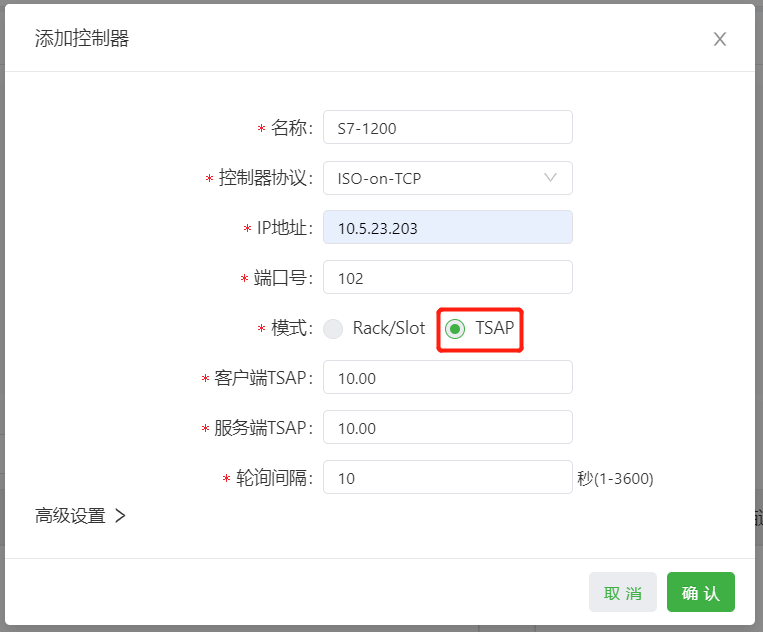 添加控制器
* 名称: S7-1200
* 控制器协议: ISO-on-TCP
* IP地址: 10.5.23.203
* 端口号: 102
* 模式: Rack/Slot TSAP
* 客户端TSAP: 10.00
* 服务端TSAP: 10.00
* 轮询间隔: 10 秒(1-3600)
高级设置
取 消 确 认